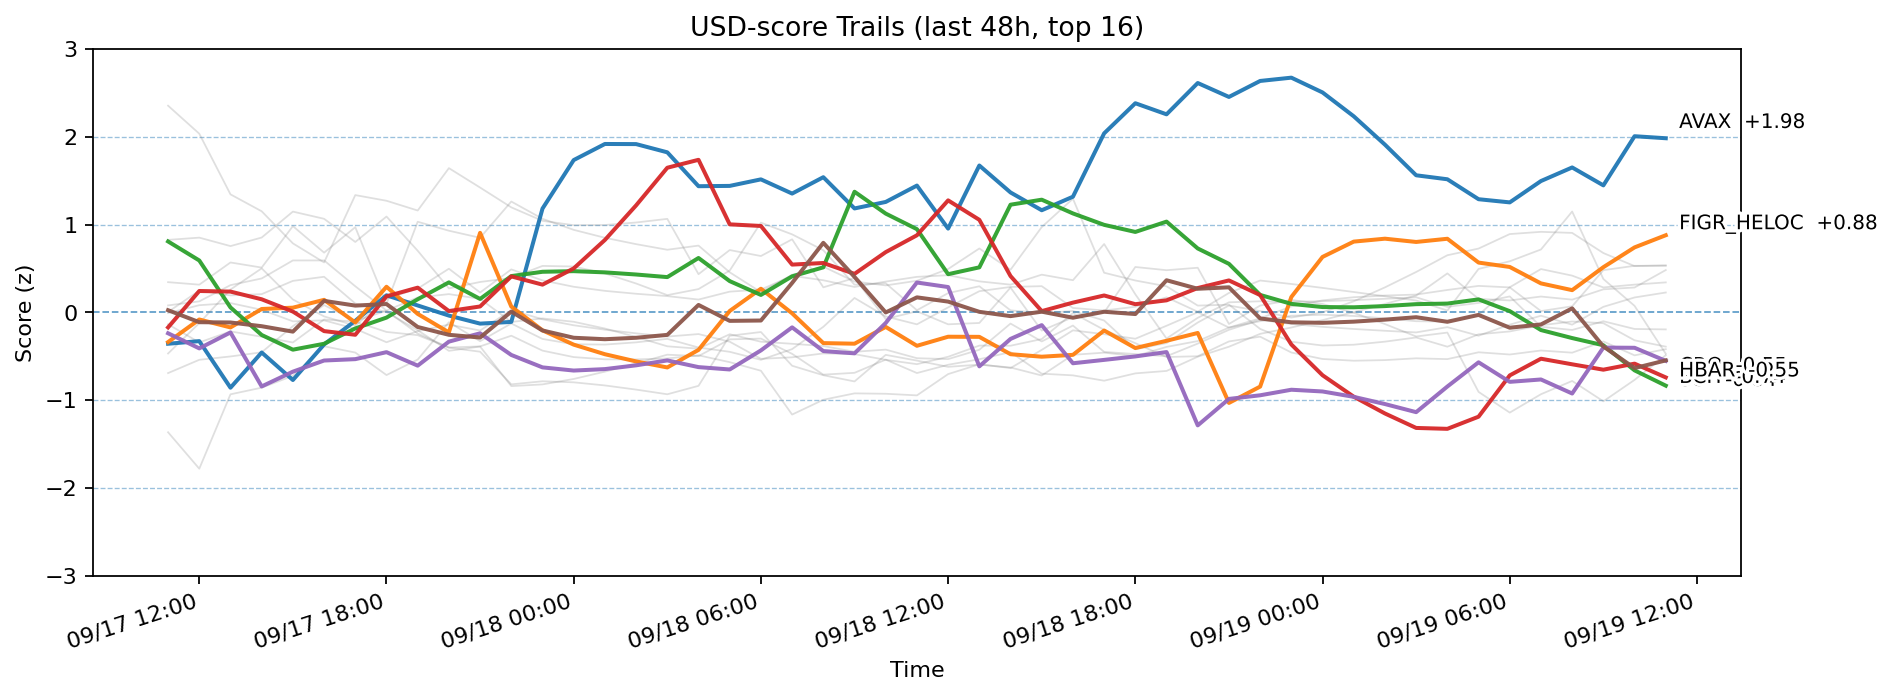 USD-score Trails (last 48h, top 16)
3
2
1
0
−1
−2
−3
Score (z)
AVAX +1.98
FIGR_HELOC +0.88
HBAR -0.55
09/17 12:00
09/17 18:00
09/18 00:00
09/18 06:00
09/18 12:00
09/18 18:00
09/19 00:00
09/19 06:00
09/19 12:00
Time